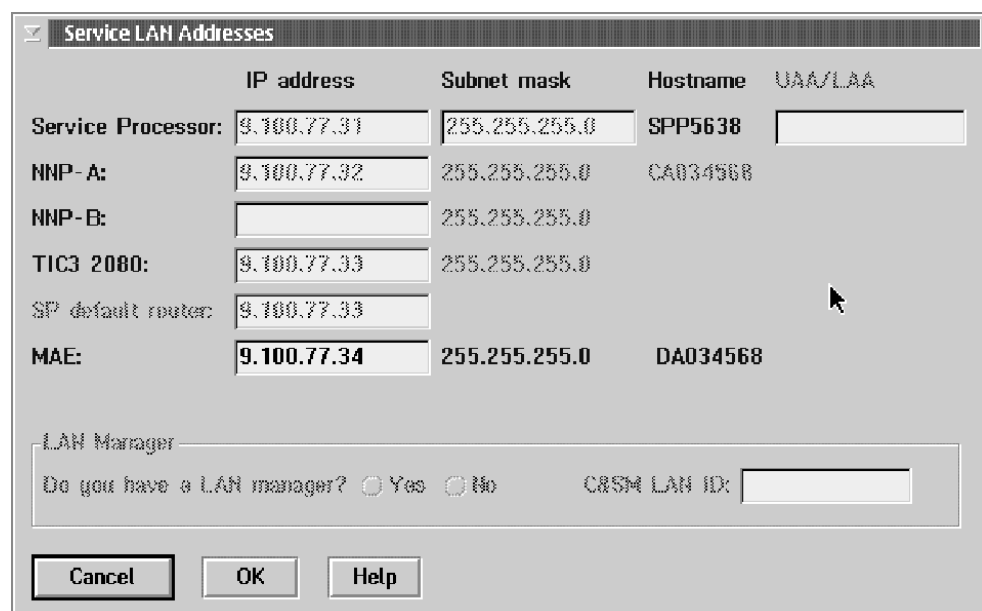 Service LAN Addresses
IP address Subnet mask Hostname UAA/LAA
Service Processor: 9.100.77.31 255.255.255.0 SPP5638
NNP-A: 9.100.77.32 255.255.255.0 CA034568
NNP-B: 255.255.255.0
TIC3 2080: 9.100.77.33 255.255.255.0
SP default router: 9.100.77.33
MAE: 9.100.77.34 255.255.255.0 DA034568
LAN Manager
Do you have a LAN manager? Yes No C&SM LAN ID:
Cancel OK Help